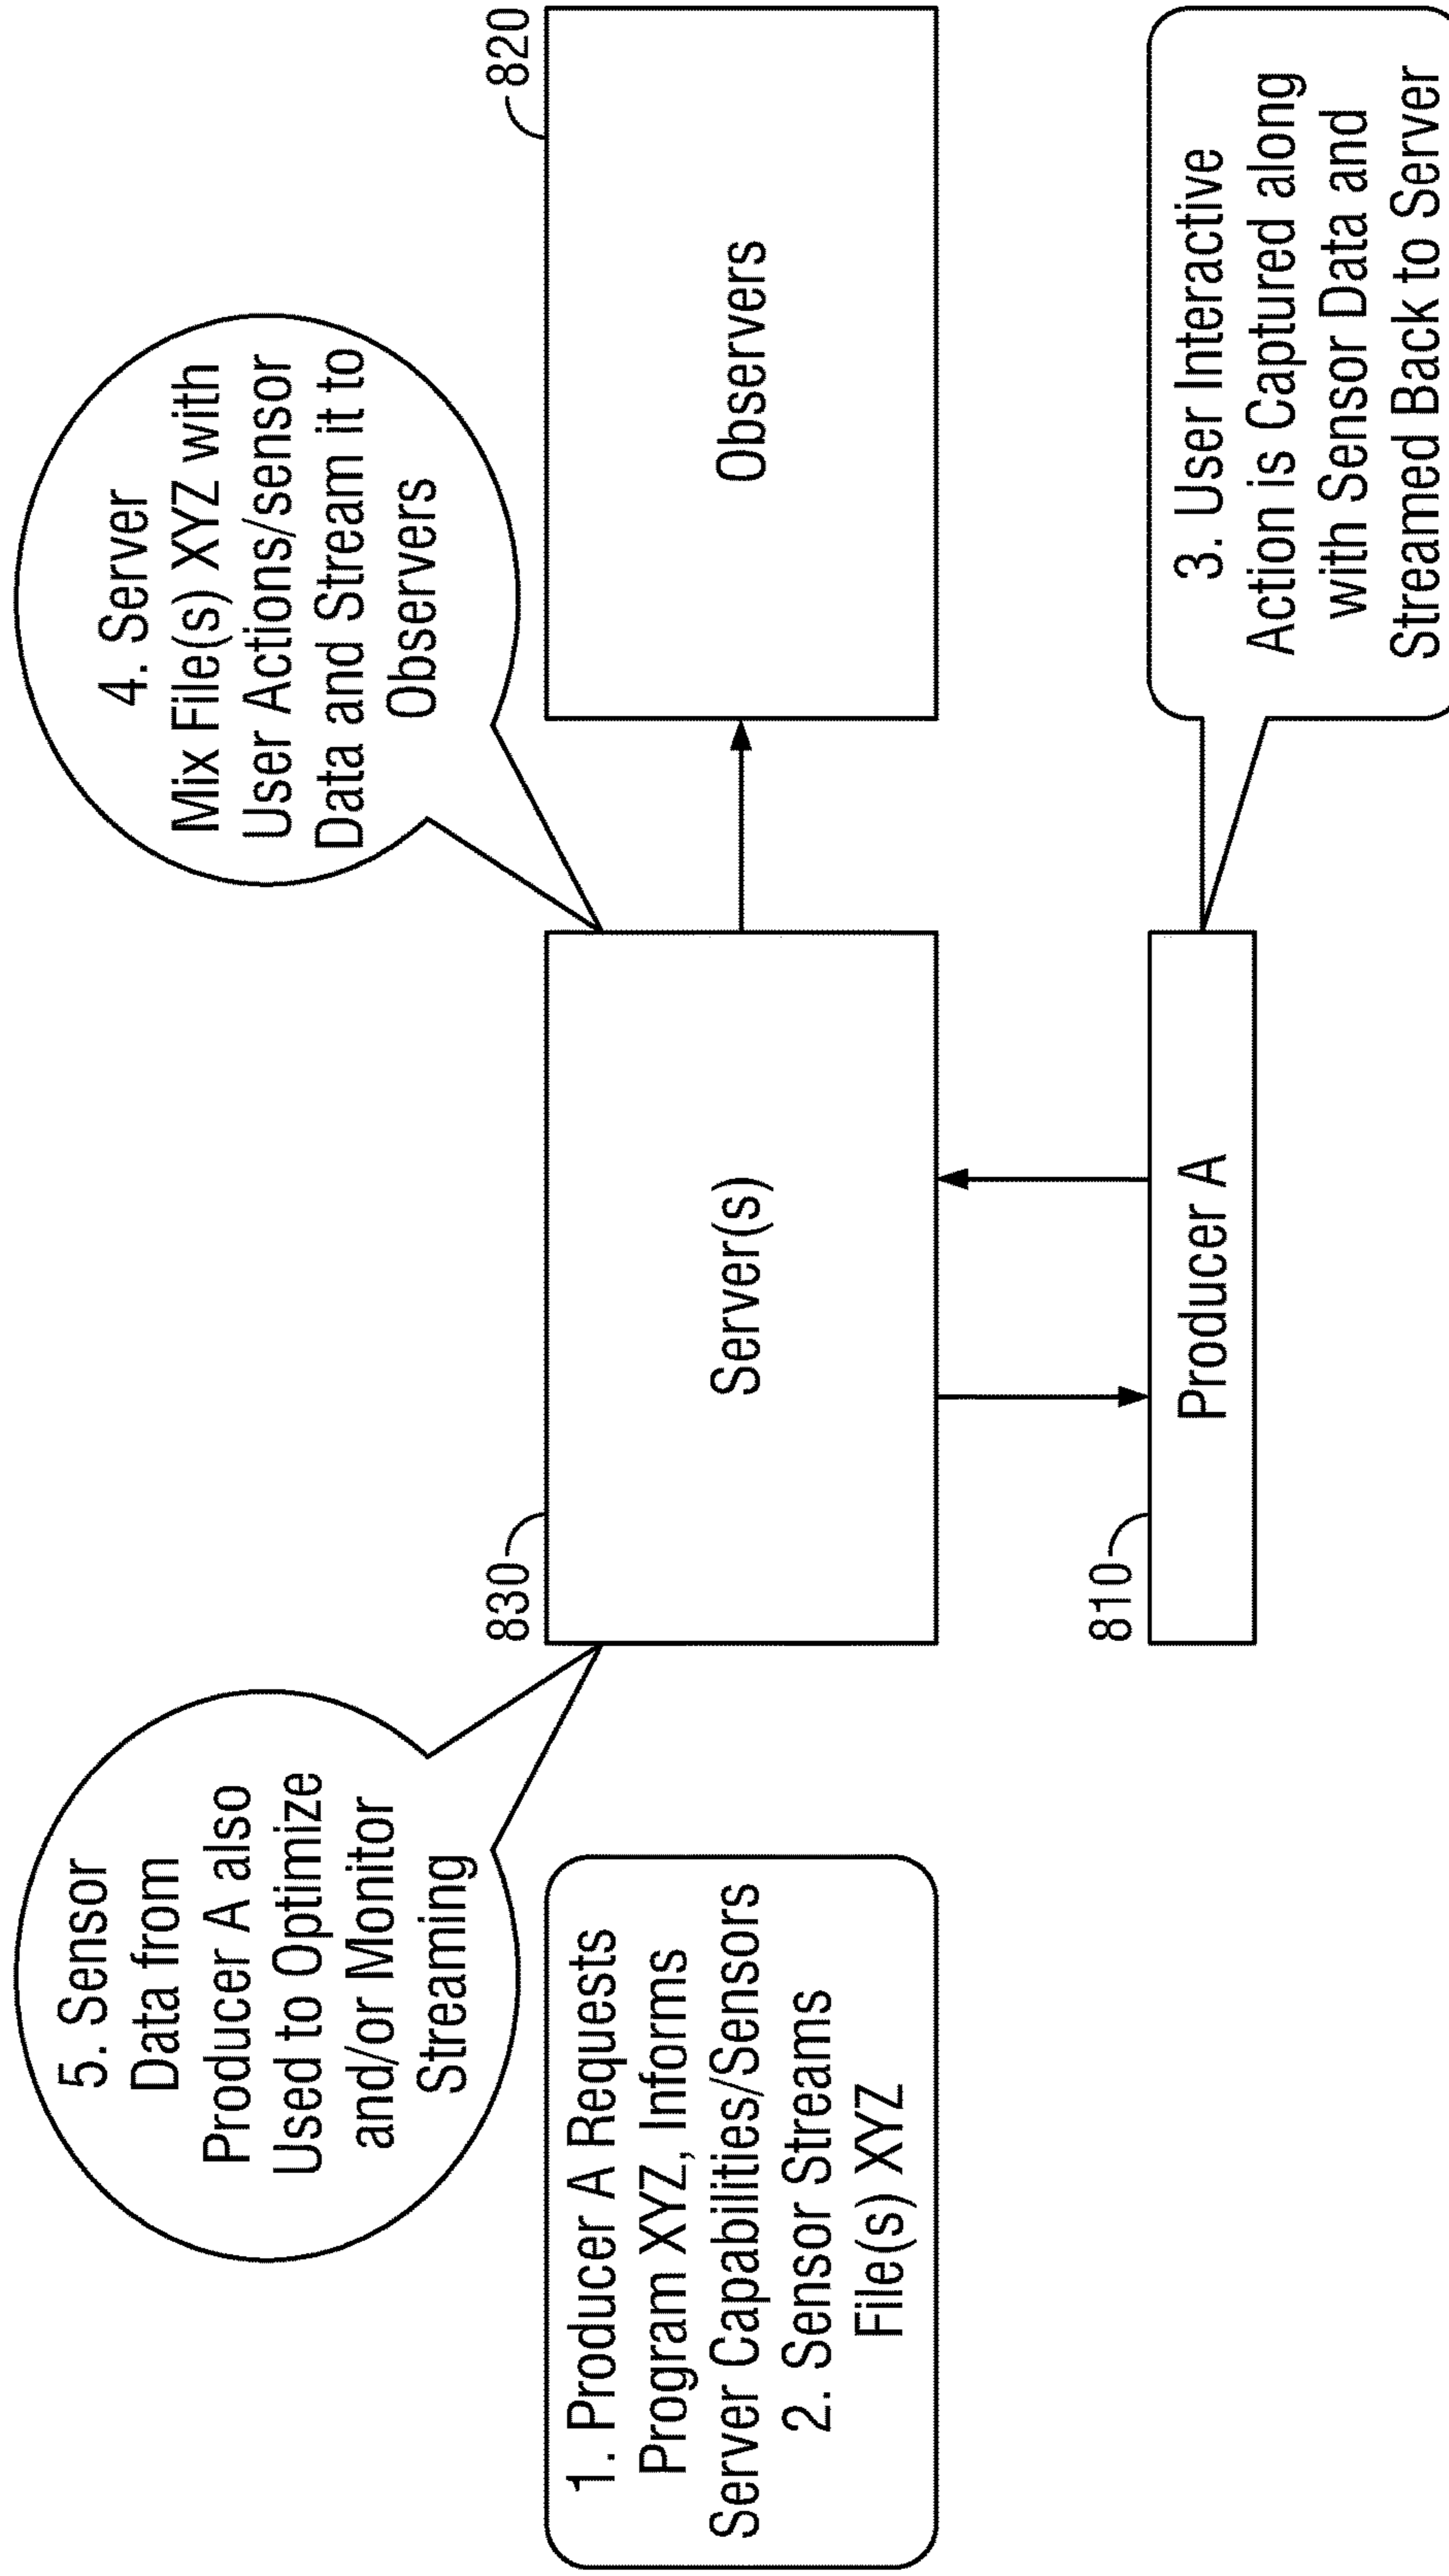 5. Sensor
Data from
Producer A also
Used to Optimize
and/or Monitor
Streaming
4. Server
Mix File(s) XYZ with
User Actions/sensor
Data and Stream it to
Observers
1. Producer A Requests
Program XYZ, Informs
Server Capabilities/Sensors
2. Sensor Streams
File(s) XYZ
830
Server(s)
820
Observers
810
Producer A
3. User Interactive
Action is Captured along
with Sensor Data and
Streamed Back to Server